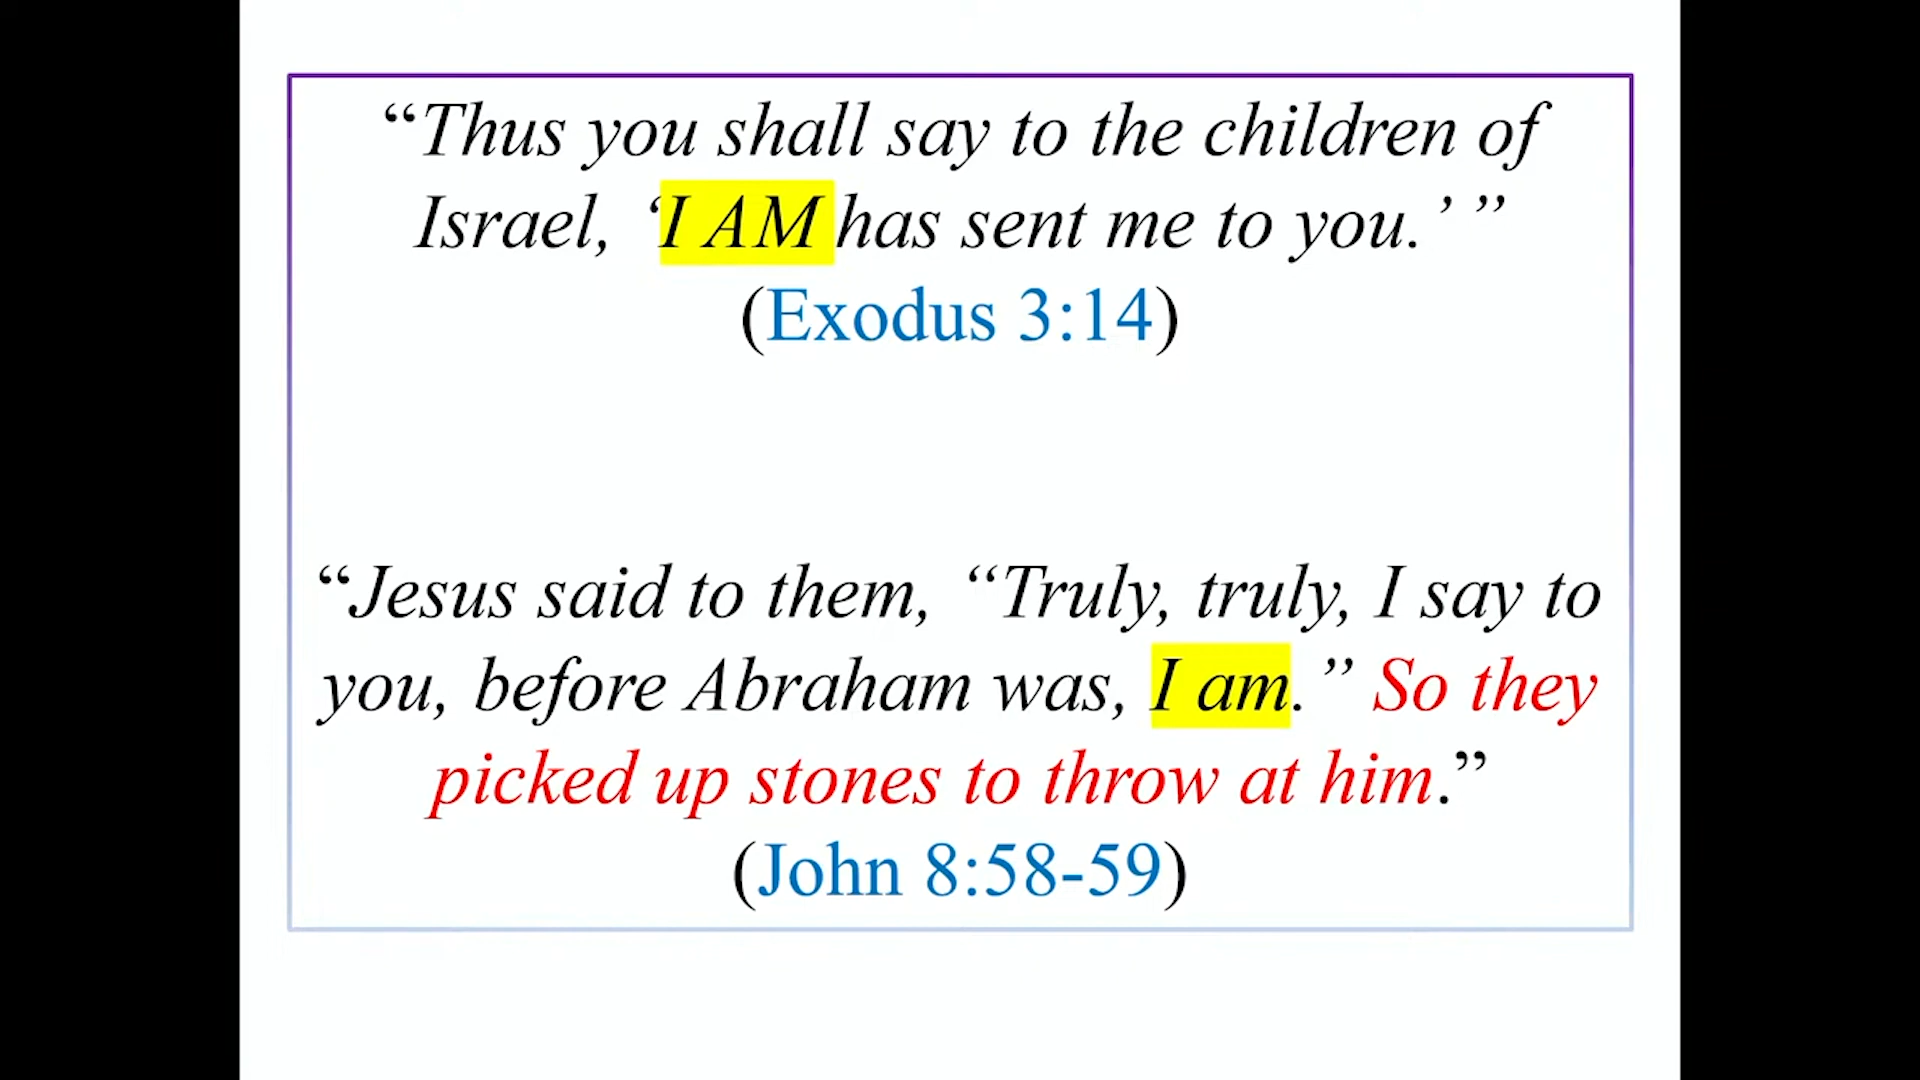 “Thus you shall say to the children of
Israel, ‘I AM has sent me to you.’ ”
(Exodus 3:14)
“Jesus said to them, “Truly, truly, I say to
you, before Abraham was, I am.” So they
picked up stones to throw at him.”
(John 8:58-59)